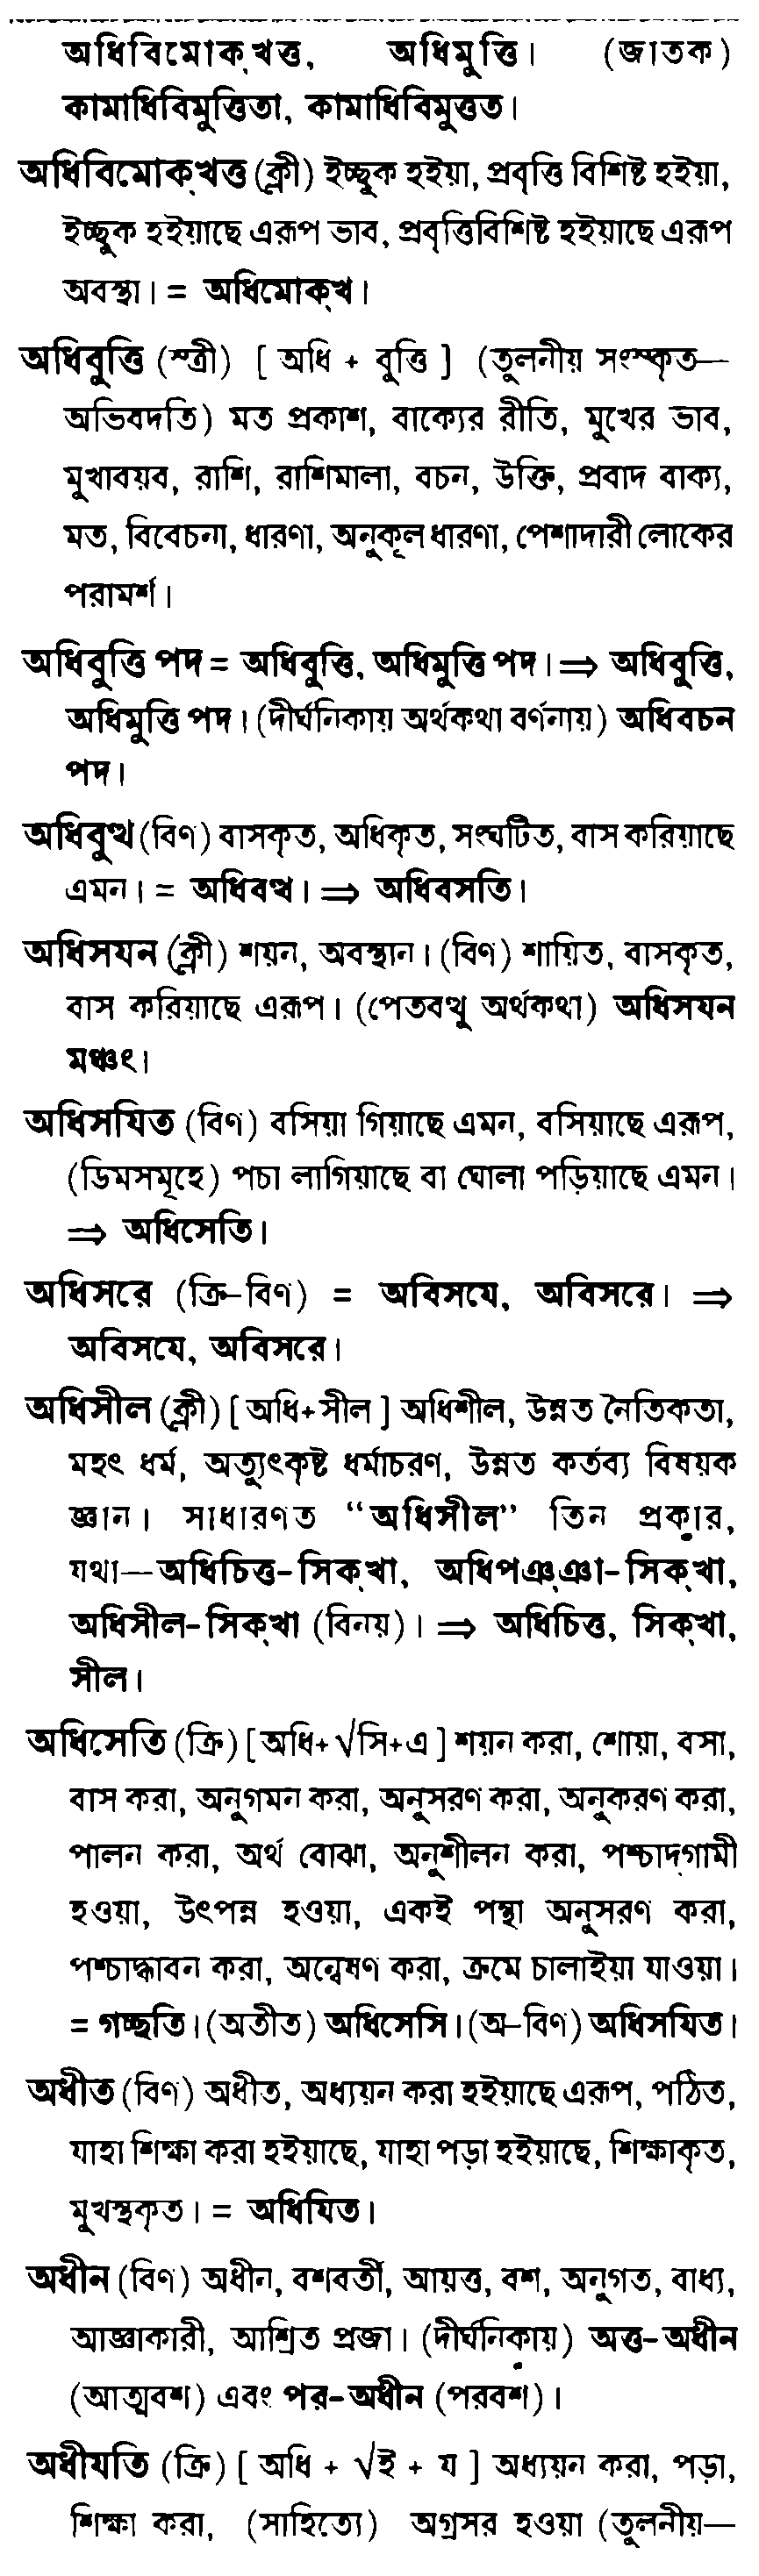 অধিবিমোক্‌খত্ত, অধিমুত্তি। (জাতক)
কামাধিবিমুত্তিতা, কামাধিবিমুত্তত।
অধিবিমোক্‌খত্ত (ক্লী) ইচ্ছুক হইয়া, প্রবৃত্তি বিশিষ্ট হইয়া,
ইচ্ছুক হইয়াছে এরূপ ভাব, প্রবৃত্তিবিশিষ্ট হইয়াছে এরূপ
অবস্থা। = অধিমোক্‌খ।
অধিবুত্তি (স্ত্রী) [ অধি + বুত্তি ] (তুলনীয় সংস্কৃত—
অভিবদতি) মত প্রকাশ, বাক্যের রীতি, মুখের ভাব,
মুখাবয়ব, রাশি, রাশিমালা, বচন, উক্তি, প্রবাদ বাক্য,
মত, বিবেচনা, ধারণা, অনুকূল ধারণা, পেশাদারী লোকের
পরামর্শ।
অধিবুত্তি পদ = অধিবুত্তি, অধিমুত্তি পদ। ⇒ অধিবুত্তি,
অধিমুত্তি পদ। (দীর্ঘনিকায় অর্থকথা বর্ণনায়) অধিবচন
পদ।
অধিবুত্থ (বিণ) বাসকৃত, অধিকৃত, সংঘটিত, বাস করিয়াছে
এমন। = অধিবত্থ। ⇒ অধিবসতি।
অধিসযন (ক্লী) শয়ন, অবস্থান। (বিণ) শায়িত, বাসকৃত,
বাস করিয়াছে এরূপ। (পেতবত্থু অর্থকথা) অধিসযন
মঞ্চং।
অধিসযিত (বিণ) বসিয়া গিয়াছে এমন, বসিয়াছে এরূপ,
(ডিমসমূহে) পচা লাগিয়াছে বা ঘোলা পড়িয়াছে এমন।
⇒ অধিসেতি।
অধিসরে (ক্রি-বিণ) = অবিসযে, অবিসরে। ⇒
অবিসযে, অবিসরে।
অধিসীল (ক্লী) [ অধি+সীল ] অধিশীল, উন্নত নৈতিকতা,
মহৎ ধর্ম, অত্যুৎকৃষ্ট ধর্মাচরণ, উন্নত কর্তব্য বিষয়ক
জ্ঞান। সাধারণত “অধিসীল” তিন প্রকার,
যথা—অধিচিত্ত-সিক্‌খা, অধিপঞ্‌ঞা-সিক্‌খা,
অধিসীল-সিক্‌খা (বিনয়)। ⇒ অধিচিত্ত, সিক্‌খা,
সীল।
অধিসেতি (ক্রি) [ অধি+ √সি+এ ] শয়ন করা, শোয়া, বসা,
বাস করা, অনুগমন করা, অনুসরণ করা, অনুকরণ করা,
পালন করা, অর্থ বোঝা, অনুশীলন করা, পশ্চাদ্‌গামী
হওয়া, উৎপন্ন হওয়া, একই পন্থা অনুসরণ করা,
পশ্চাদ্ধাবন করা, অন্বেষণ করা, ক্রমে চালাইয়া যাওয়া।
= গচ্ছতি। (অতীত) অধিসেসি। (অ-বিণ) অধিসযিত।
অধীত (বিণ) অধীত, অধ্যয়ন করা হইয়াছে এরূপ, পঠিত,
যাহা শিক্ষা করা হইয়াছে, যাহা পড়া হইয়াছে, শিক্ষাকৃত,
মুখস্থকৃত। = অধিযিত।
অধীন (বিণ) অধীন, বশবর্তী, আয়ত্ত, বশ, অনুগত, বাধ্য,
আজ্ঞাকারী, আশ্রিত প্রজা। (দীর্ঘনিকায়) অত্ত-অধীন
(আত্মবশ) এবং পর-অধীন (পরবশ)।
অধীযতি (ক্রি) [ অধি + √ই + য ] অধ্যয়ন করা, পড়া,
শিক্ষা করা, (সাহিত্যে) অগ্রসর হওয়া (তুলনীয়—